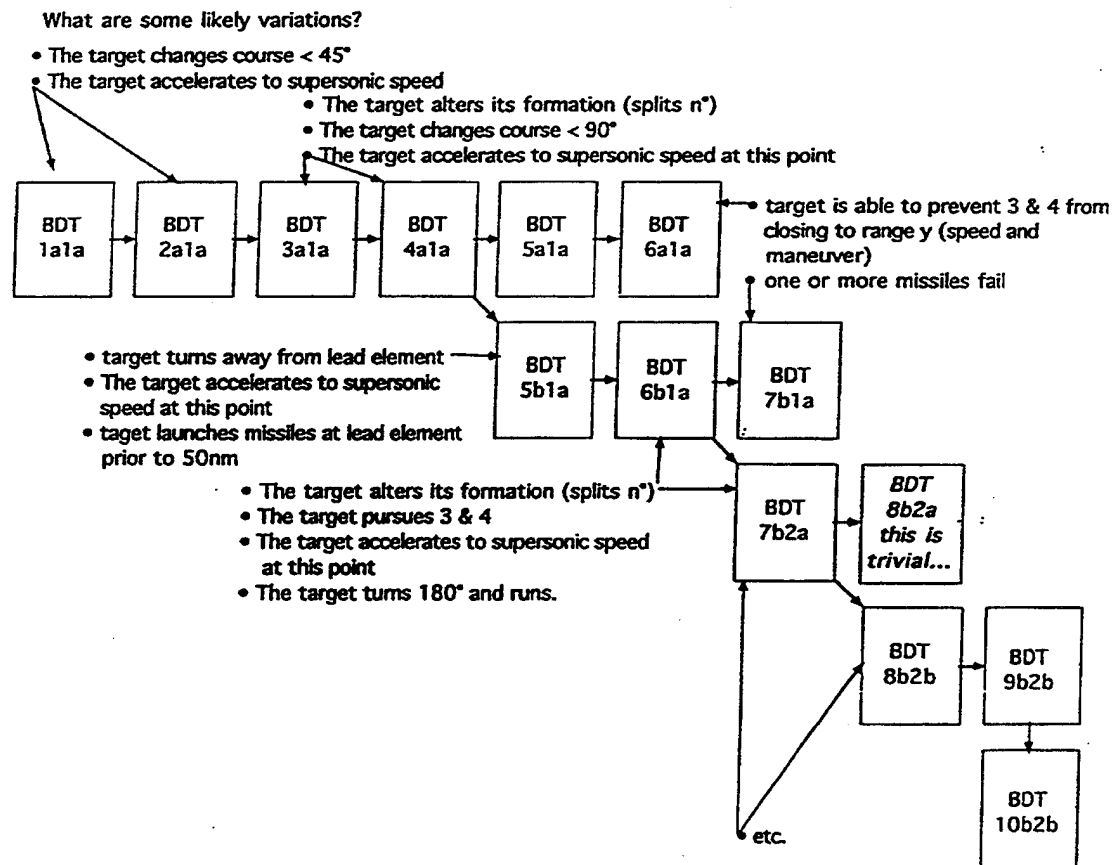 What are some likely variations?
• The target changes course < 45°
• The target accelerates to supersonic speed
• The target alters its formation (splits n°)
• The target changes course < 90°
• The target accelerates to supersonic speed at this point
BDT
1a1a
BDT
2a1a
BDT
3a1a
BDT
4a1a
BDT
5a1a
BDT
6a1a
• target is able to prevent 3 & 4 from
closing to range y (speed and
maneuver)
• one or more missiles fail
• target turns away from lead element
• The target accelerates to supersonic
speed at this point
• taget launches missiles at lead element
prior to 50nm
BDT
5b1a
BDT
6b1a
BDT
7b1a
• The target alters its formation (splits n°)
• The target pursues 3 & 4
• The target accelerates to supersonic speed
at this point
• The target turns 180° and runs.
BDT
7b2a
BDT
8b2a
this is
trivial...
BDT
8b2b
BDT
9b2b
BDT
10b2b
• etc.